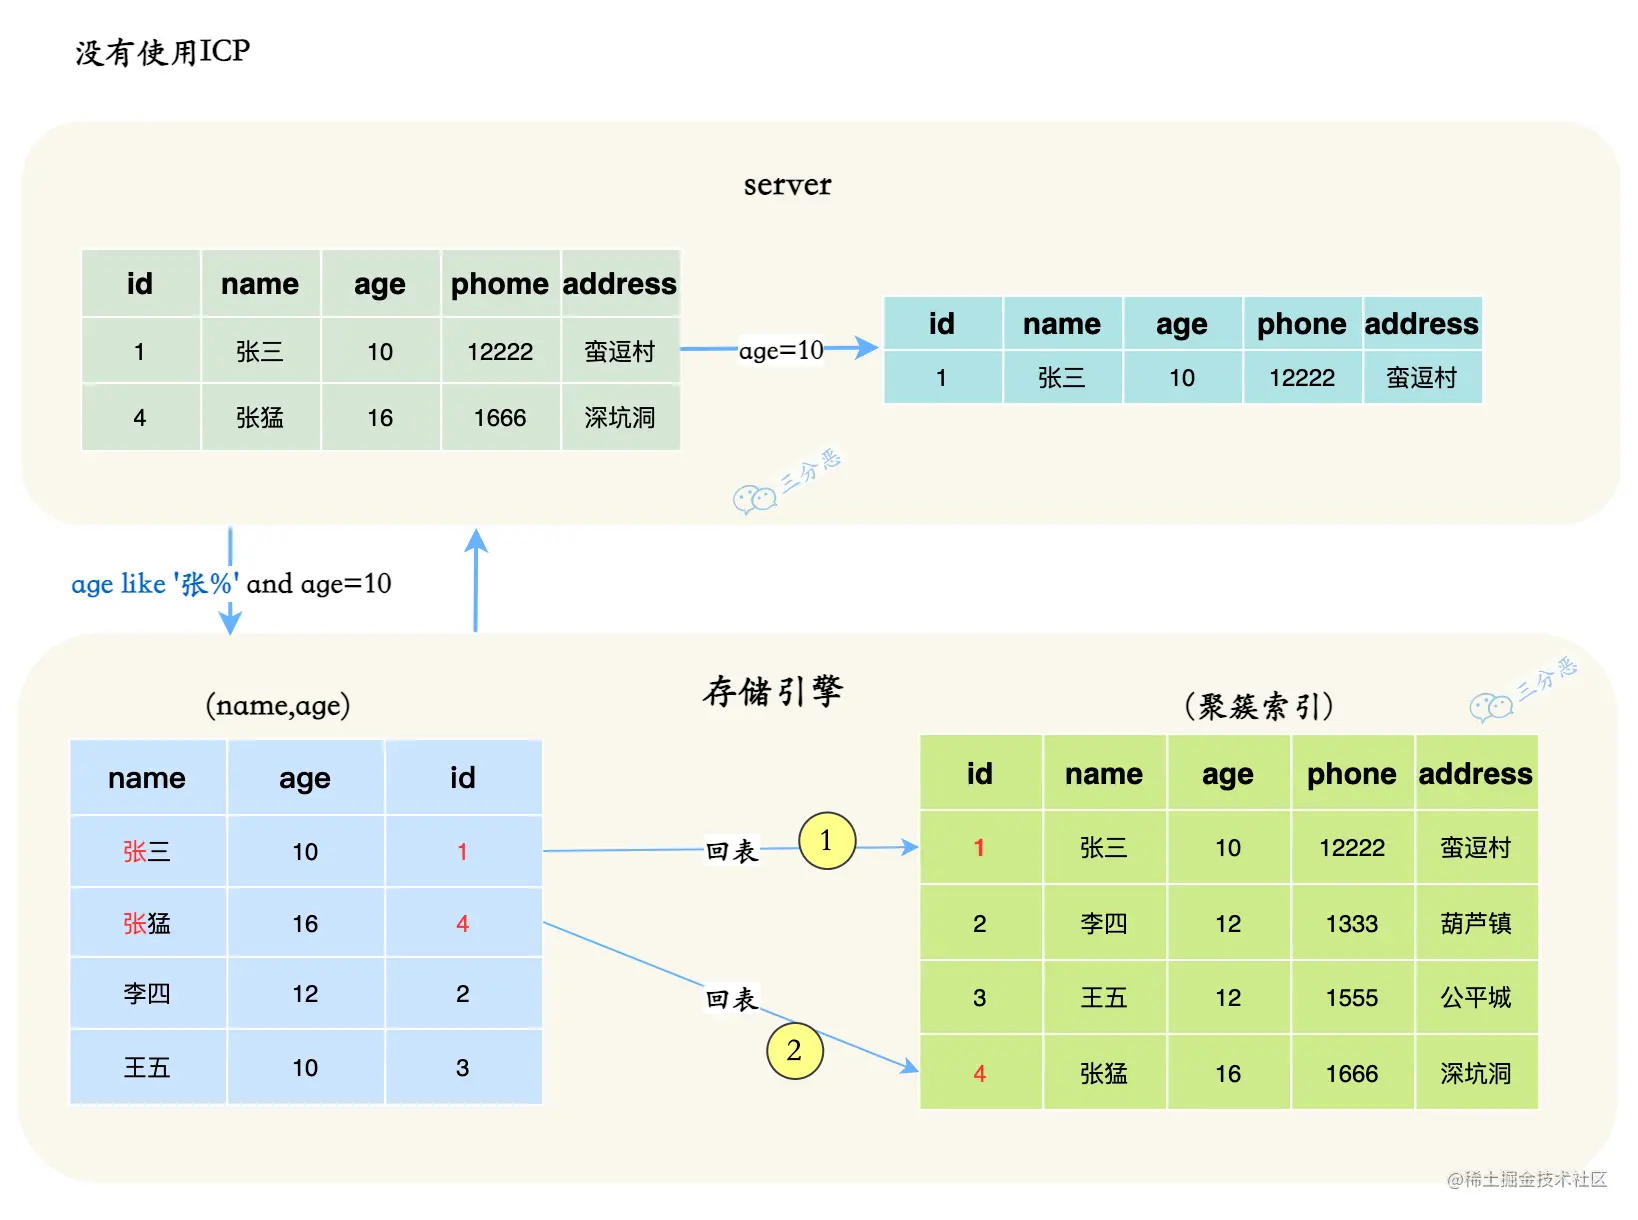 没有使用ICP
server
id name age phome address
1 张三 10 12222 蛮逗村
4 张猛 16 1666 深坑洞
age=10
id name age phone address
1 张三 10 12222 蛮逗村
三分恶
age like '张%' and age=10
存储引擎
三分恶
(name,age)
name age id
张三 10 1
张猛 16 4
李四 12 2
王五 10 3
回表 1
回表
2
(聚簇索引)
id name age phone address
1 张三 10 12222 蛮逗村
2 李四 12 1333 葫芦镇
3 王五 12 1555 公平城
4 张猛 16 1666 深坑洞
@稀土掘金技术社区